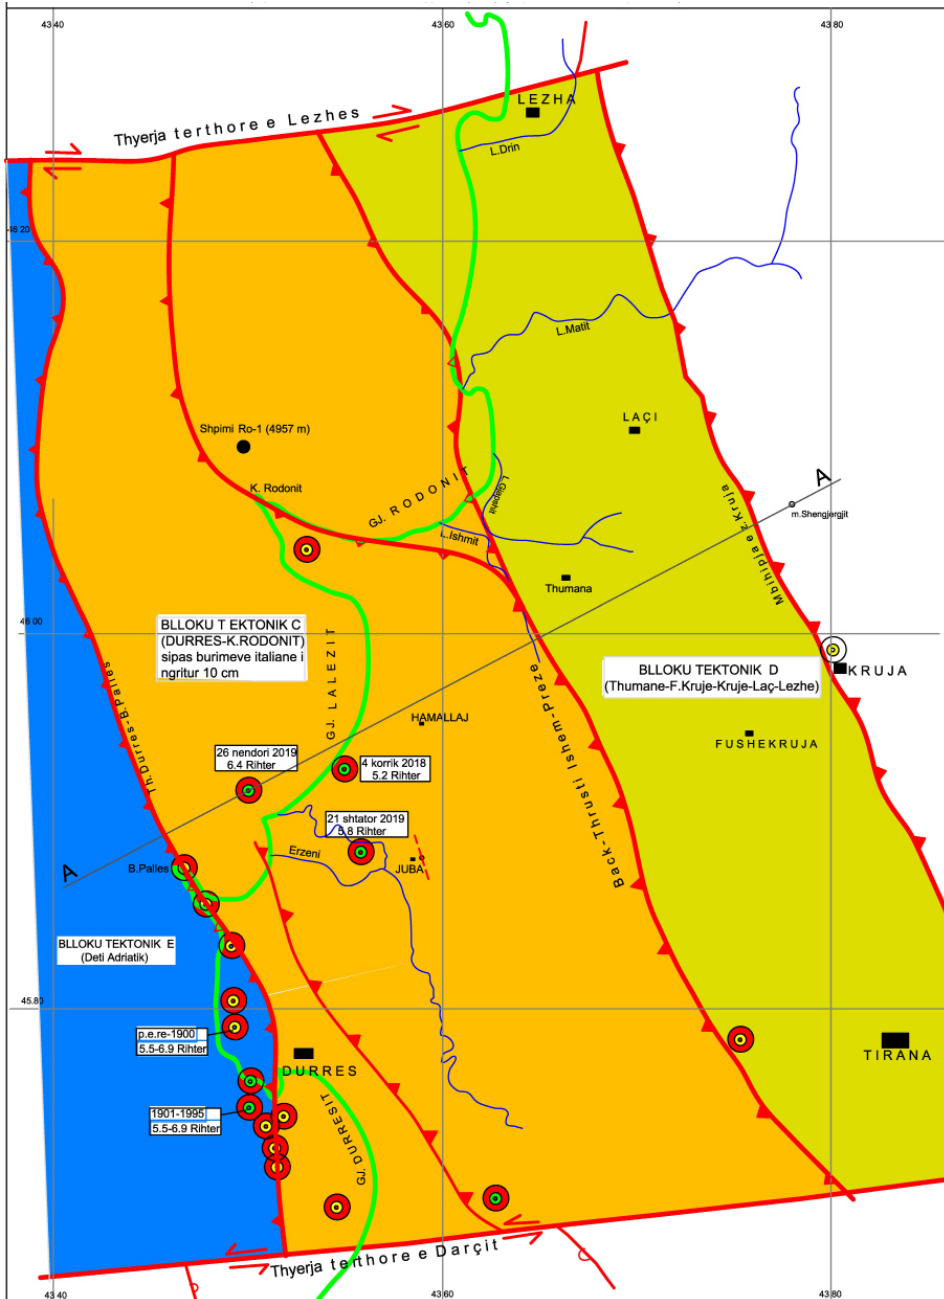 43 40
43 60
43 80
LEZHA
Thyerja terthore e Lezhes
L.Drin
46 20
L.Matit
LAÇI
Shpimi Ro-1 (4957 m)
K. Rodonit
GJ. RODONIT
L.Gjapshit
A
m.Shengjergjit
L.Ishmit
Mbihipja e F. Kruja
Thumana
BLLOKU T EKTONIK C
(DURRES-K.RODONIT)
sipas burimeve italiane i
ngritur 10 cm
46 00
GJ. LALEZIT
BLLOKU TEKTONIK D
(Thumane-F.Kruje-Kruje-Laç-Lezhe)
KRUJA
Th.Durres-B.Palles
HAMALLAJ
Back-Thrusti Ishem-Preze
FUSHEKRUJA
26 nendori 2019
6.4 Rihter
4 korrik 2018
5.2 Rihter
21 shtator 2019
5.8 Rihter
Erzeni
JUBA
B.Palles
A
BLLOKU TEKTONIK E
(Deti Adriatik)
45.80
p.e.re-1900
5.5-6.9 Rihter
DURRES
TIRANA
1901-1995
5.5-6.9 Rihter
GJ. DURRESIT
Thyerja terthore e Darçit
43 40
43 60
43 80